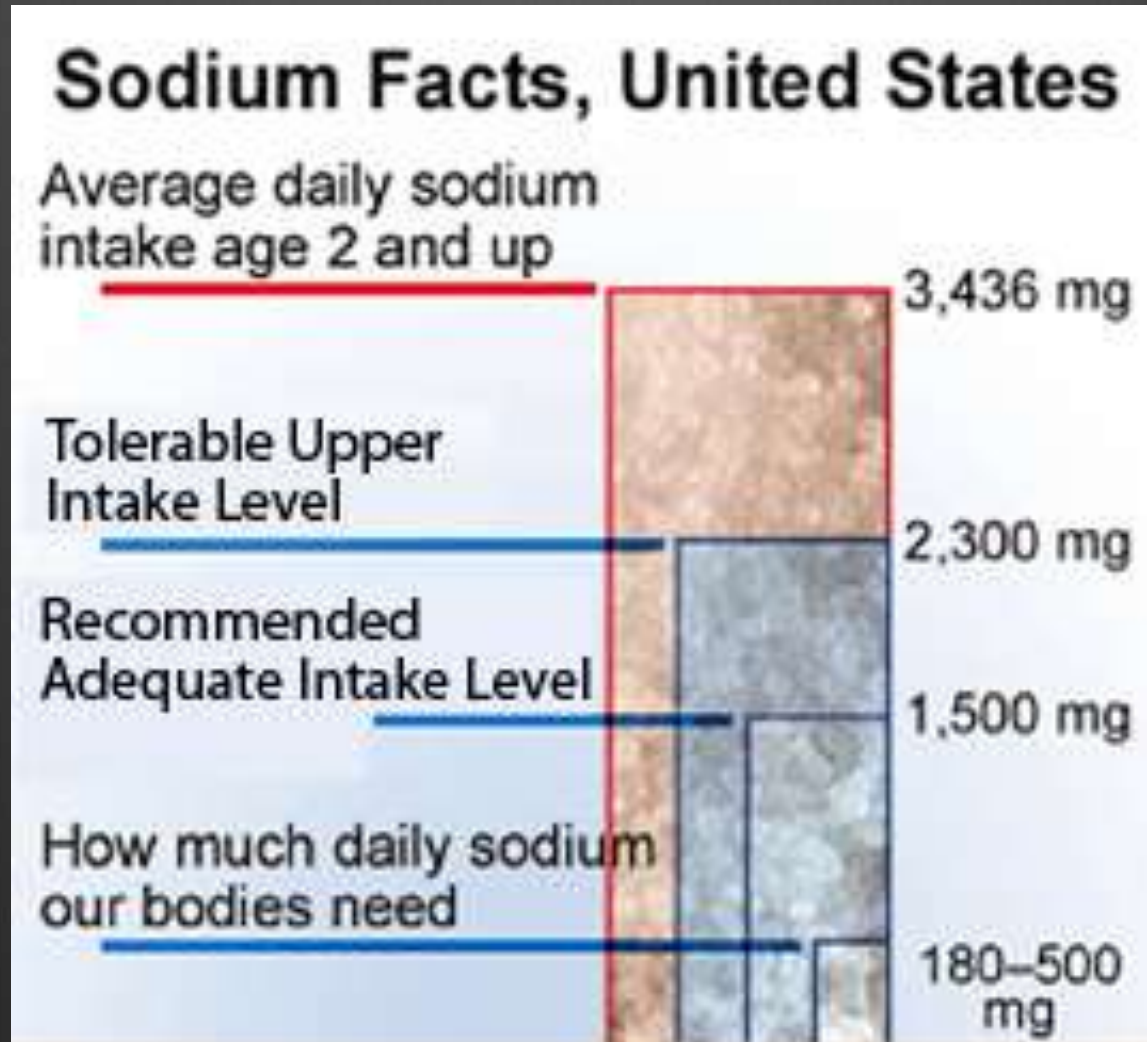 Sodium Facts, United States
Average daily sodium
intake age 2 and up
3,436 mg
Tolerable Upper
Intake Level
2,300 mg
Recommended
Adequate Intake Level
1,500 mg
How much daily sodium
our bodies need
180–500
mg